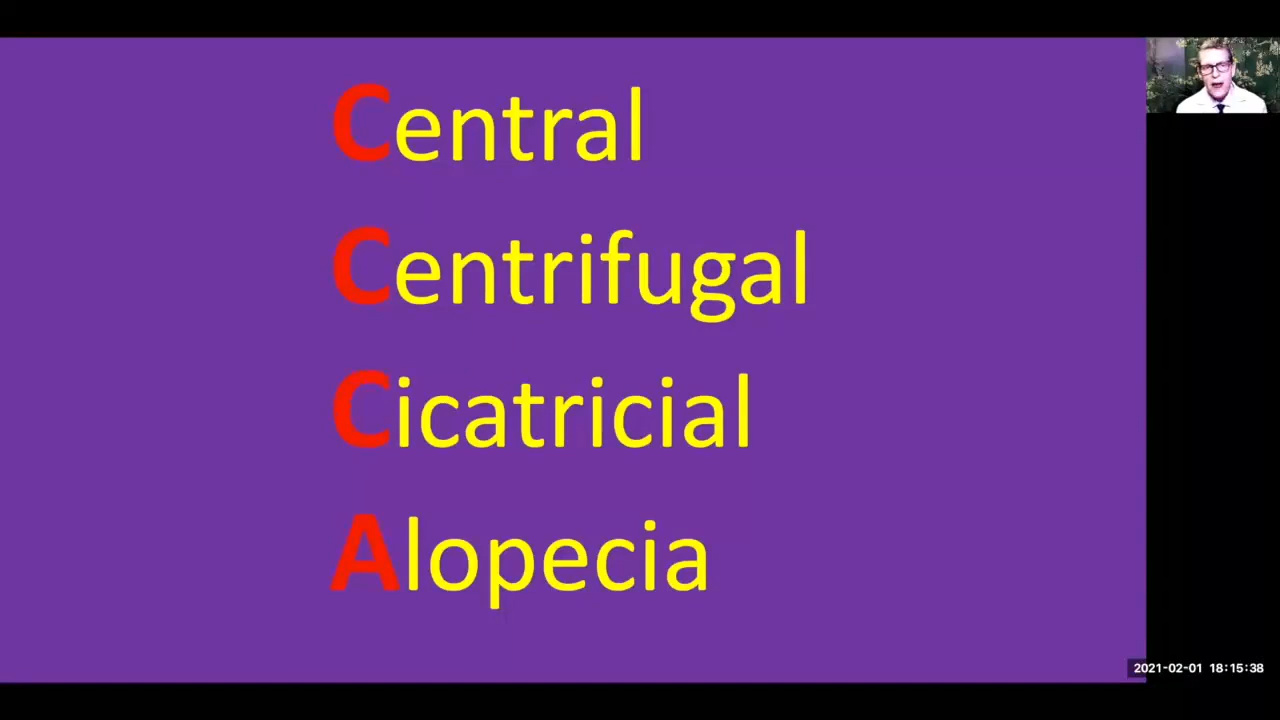 Central
Centrifugal
Cicatricial
Alopecia
2021-02-01 18:15:38